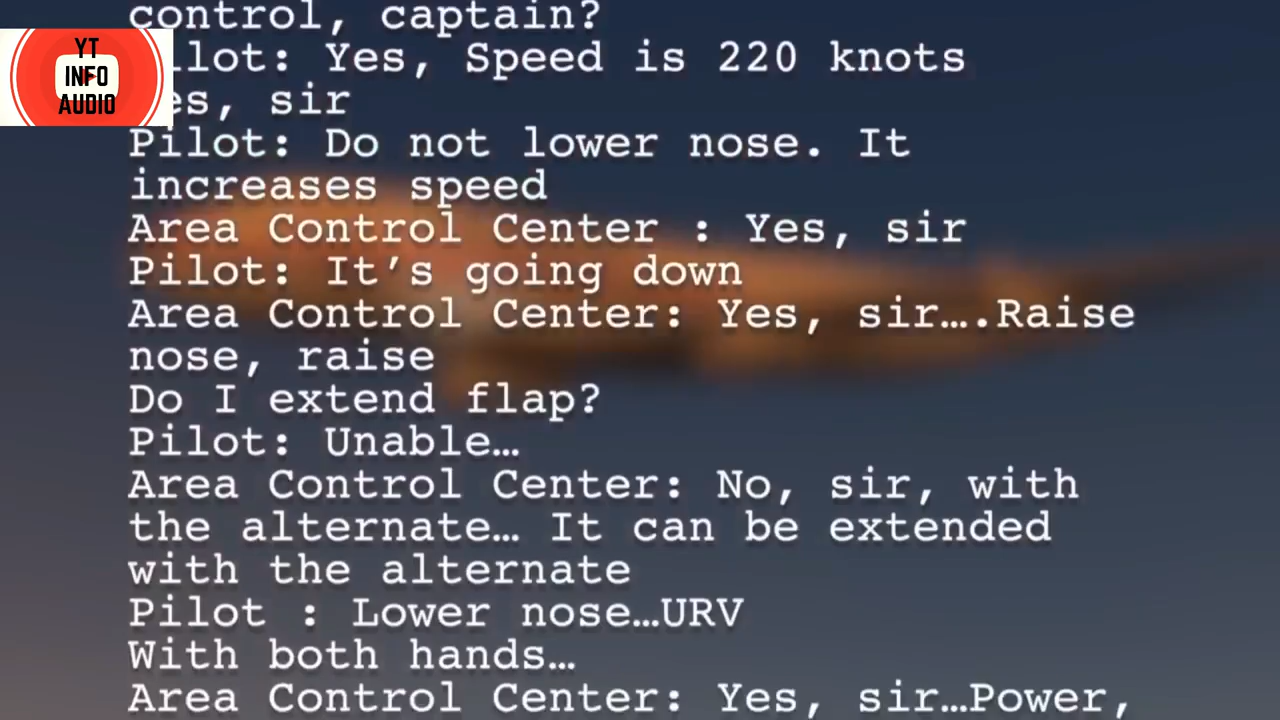 control, captain?
YT
INFO
AUDIO
ilot: Yes, Speed is 220 knots
es, sir
Pilot: Do not lower nose. It
increases speed
Area Control Center : Yes, sir
Pilot: It’s going down
Area Control Center: Yes, sir….Raise
nose, raise
Do I extend flap?
Pilot: Unable…
Area Control Center: No, sir, with
the alternate… It can be extended
with the alternate
Pilot : Lower nose…URV
With both hands…
Area Control Center: Yes, sir…Power,